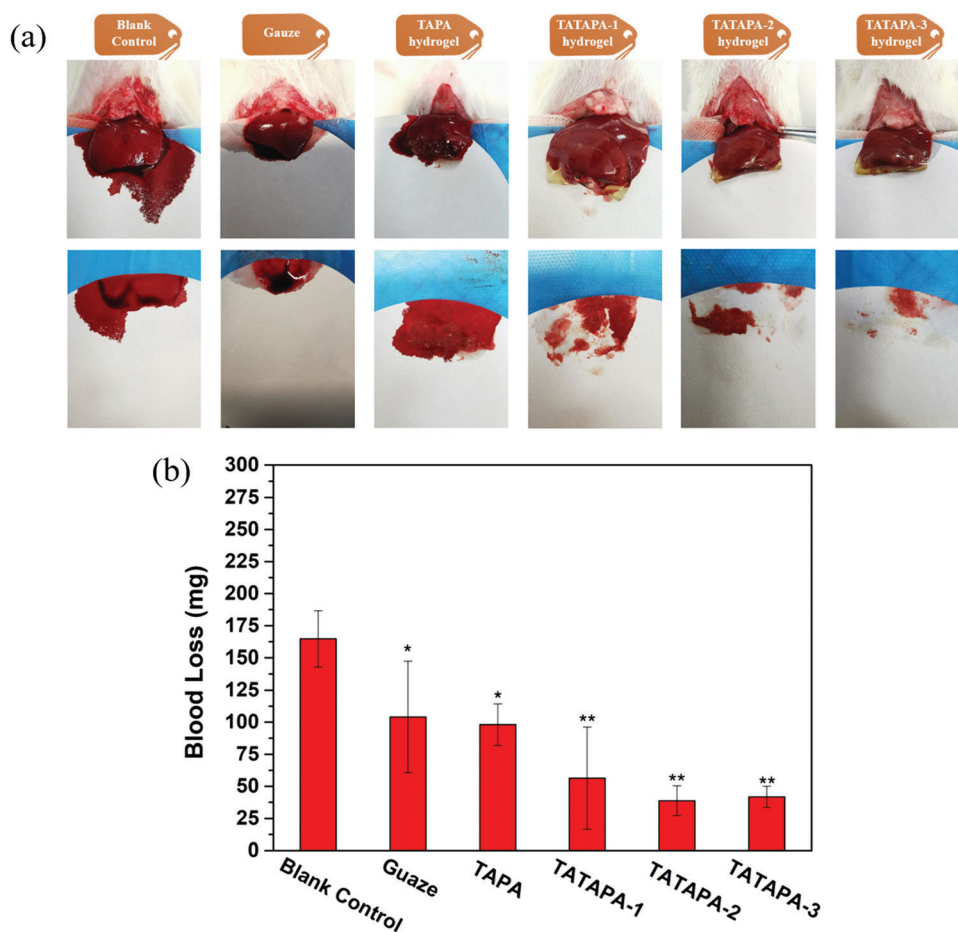 (a)
Blank
Control
Gauze
TAPA
hydrogel
TATAPA-1
hydrogel
TATAPA-2
hydrogel
TATAPA-3
hydrogel
(b)
Blood Loss (mg)
300
275
250
225
200
175
150
125
100
75
50
25
0
*
*
**
**
**
Blank Control
Guaze
TAPA
TATAPA-1
TATAPA-2
TATAPA-3